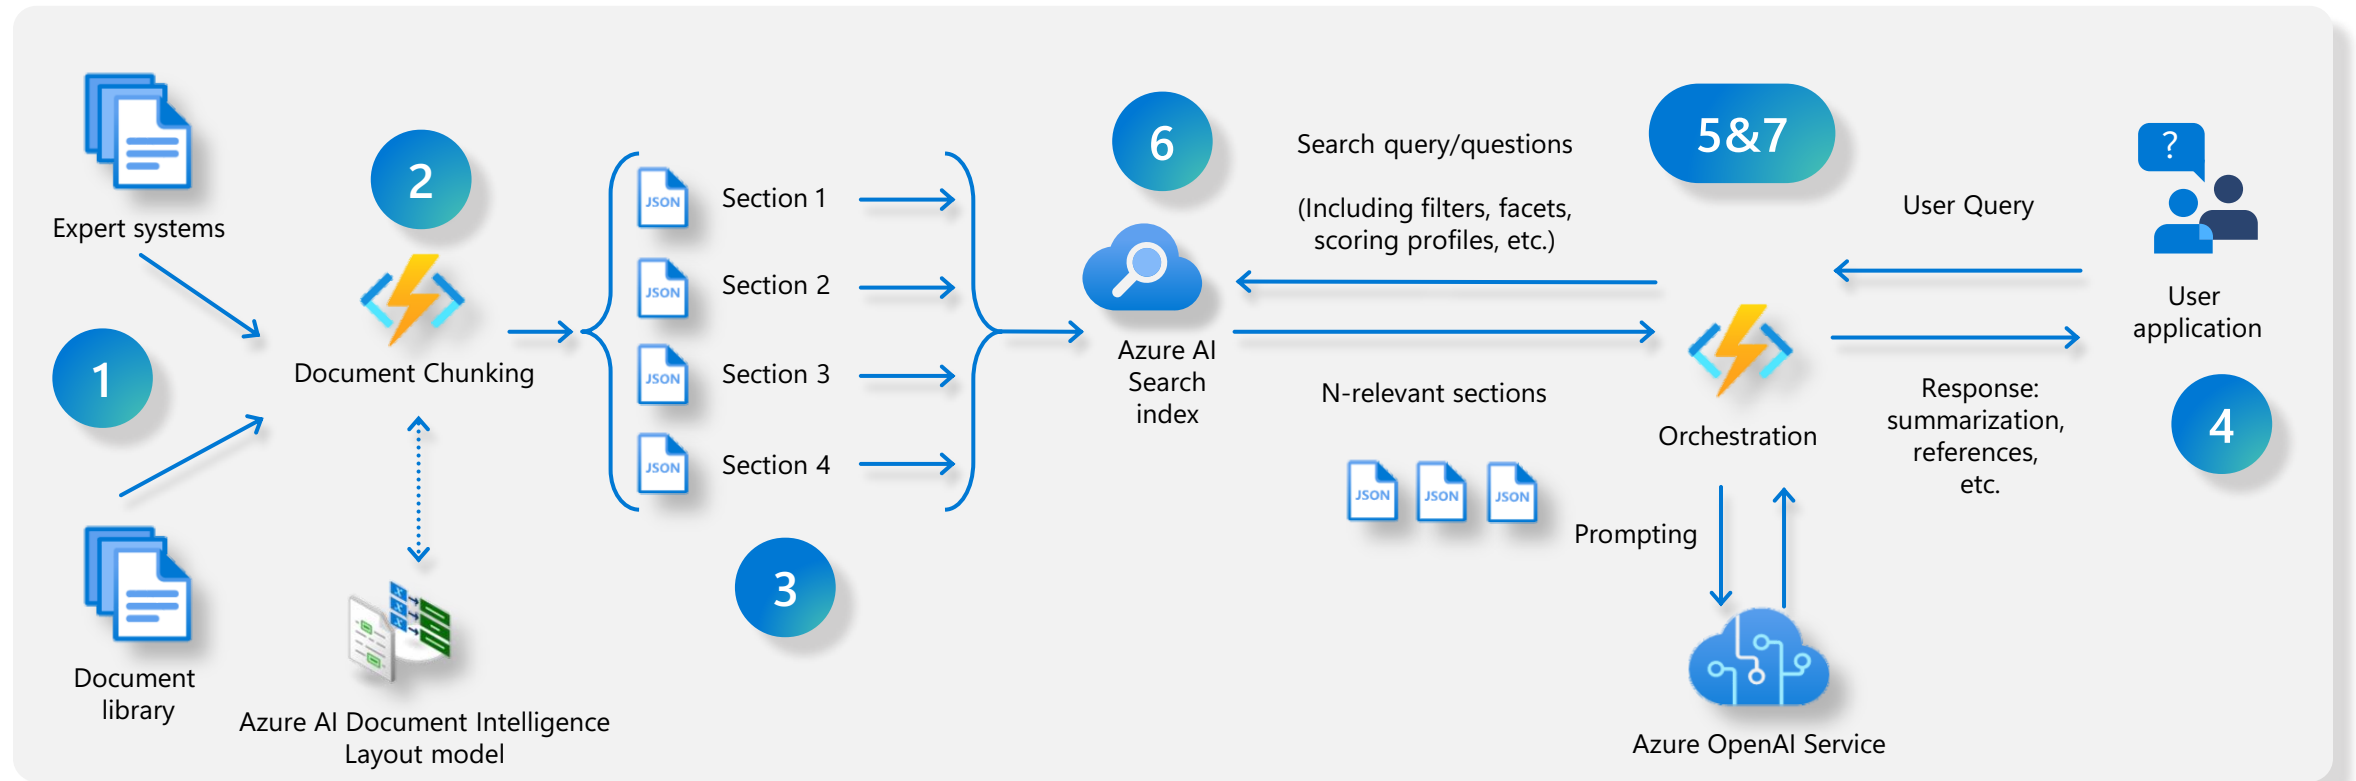 Expert systems
1
Document
library
2
Document Chunking
Azure AI Document Intelligence
Layout model
JSON
Section 1
JSON
Section 2
JSON
Section 3
JSON
Section 4
3
6
Azure AI
Search
index
Search query/questions
(Including filters, facets,
scoring profiles, etc.)
N-relevant sections
JSON
JSON
JSON
5&7
Orchestration
Prompting
Azure OpenAI Service
User Query
Response:
summarization,
references,
etc.
?
User
application
4